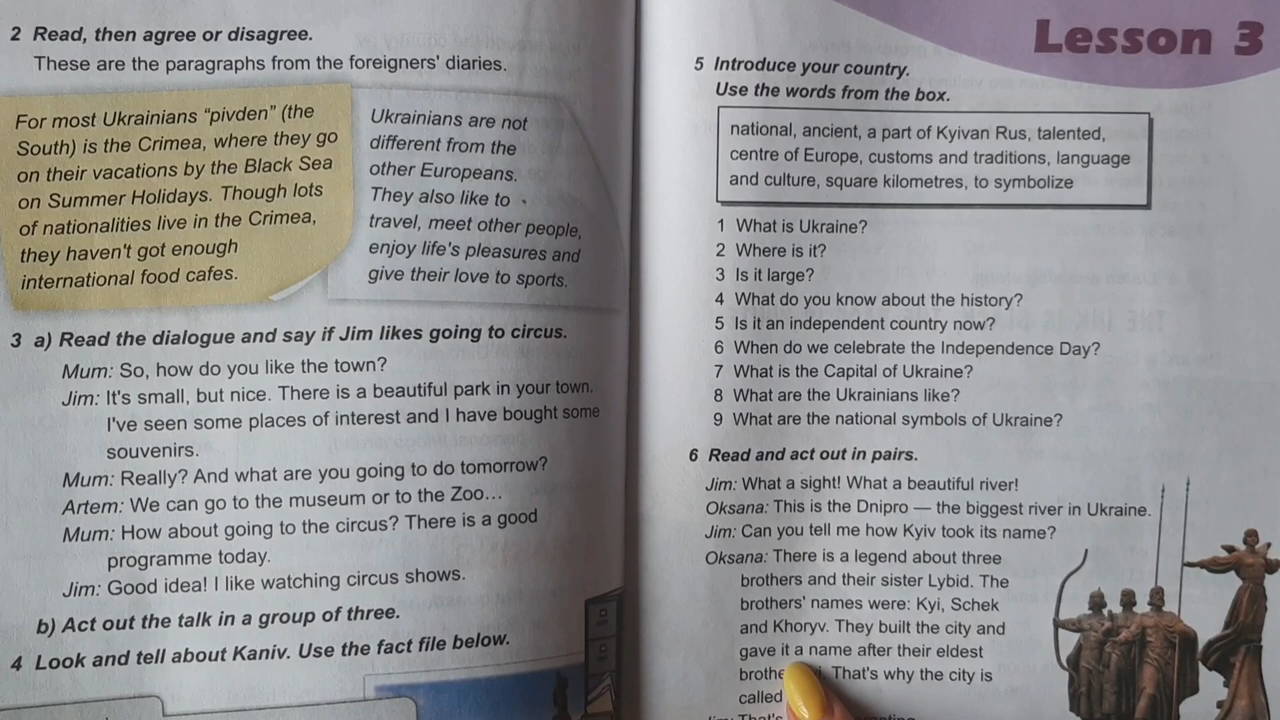 2 Read, then agree or disagree.
These are the paragraphs from the foreigners' diaries.
For most Ukrainians “pivden” (the
South) is the Crimea, where they go
on their vacations by the Black Sea
on Summer Holidays. Though lots
of nationalities live in the Crimea,
they haven't got enough
international food cafes.
Ukrainians are not
different from the
other Europeans.
They also like to
travel, meet other people,
enjoy life's pleasures and
give their love to sports.
3 a) Read the dialogue and say if Jim likes going to circus.
Mum: So, how do you like the town?
Jim: It's small, but nice. There is a beautiful park in your town.
I've seen some places of interest and I have bought some
souvenirs.
Mum: Really? And what are you going to do tomorrow?
Artem: We can go to the museum or to the Zoo...
Mum: How about going to the circus? There is a good
programme today.
Jim: Good idea! I like watching circus shows.
b) Act out the talk in a group of three.
4 Look and tell about Kaniv. Use the fact file below.
Lesson 3
5 Introduce your country.
Use the words from the box.
national, ancient, a part of Kyivan Rus, talented,
centre of Europe, customs and traditions, language
and culture, square kilometres, to symbolize
1 What is Ukraine?
2 Where is it?
3 Is it large?
4 What do you know about the history?
5 Is it an independent country now?
6 When do we celebrate the Independence Day?
7 What is the Capital of Ukraine?
8 What are the Ukrainians like?
9 What are the national symbols of Ukraine?
6 Read and act out in pairs.
Jim: What a sight! What a beautiful river!
Oksana: This is the Dnipro — the biggest river in Ukraine.
Jim: Can you tell me how Kyiv took its name?
Oksana: There is a legend about three
brothers and their sister Lybid. The
brothers' names were: Kyi, Schek
and Khoryv. They built the city and
gave it a name after their eldest
That's why the city is
called
That's